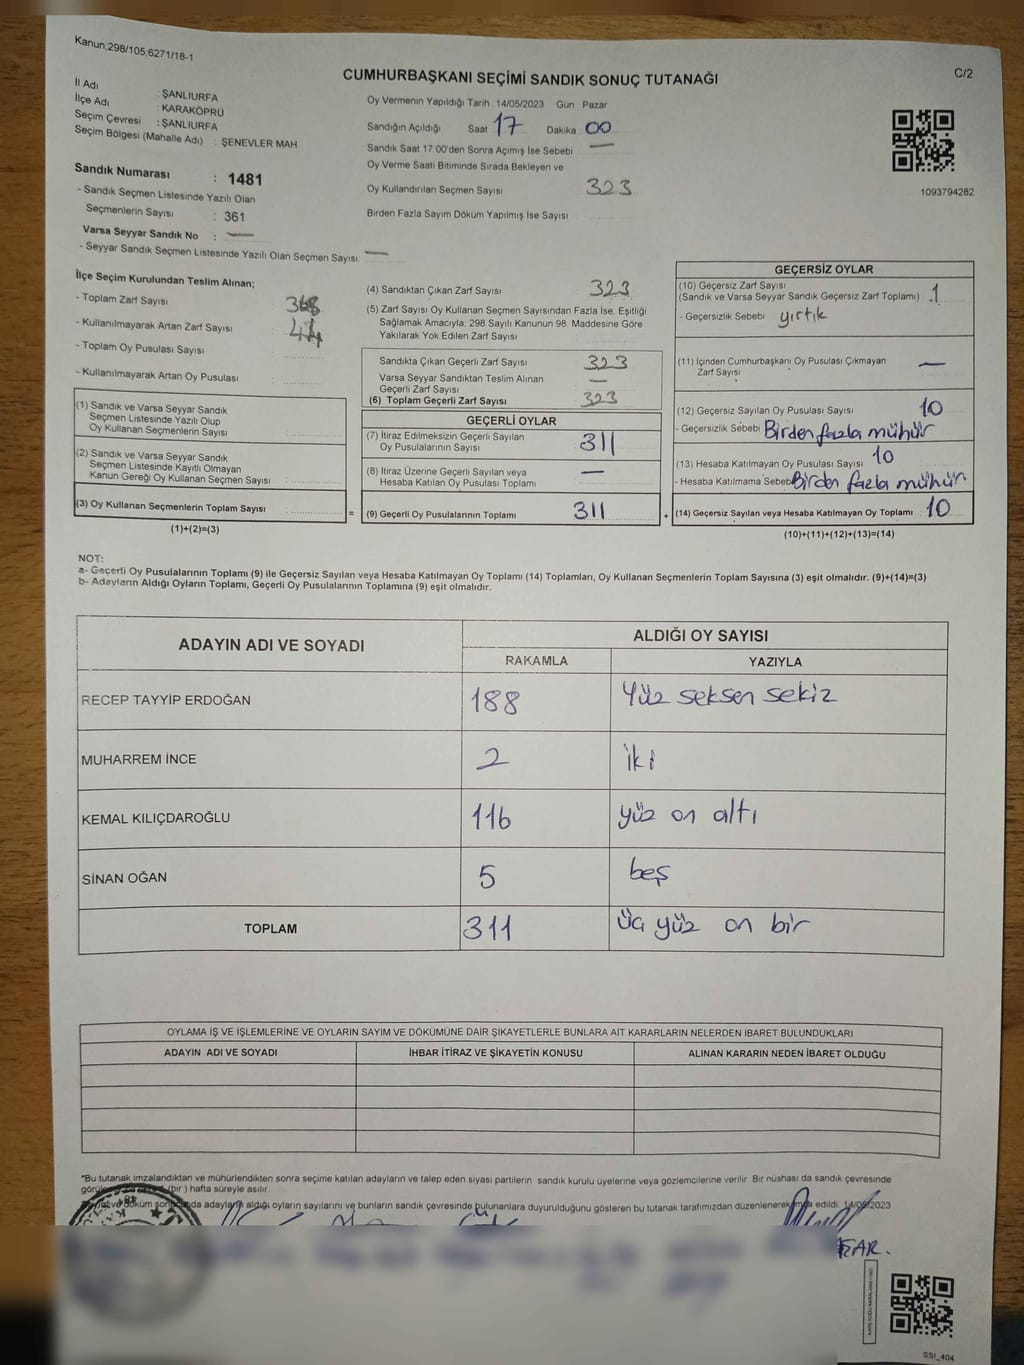 Kanun;298/105;6271/18-1
C/2
CUMHURBAŞKANI SEÇİMİ SANDIK SONUÇ TUTANAĞI
İl Adı : ŞANLIURFA
İlçe Adı : KARAKÖPRÜ
Seçim Çevresi : ŞANLIURFA
Seçim Bölgesi (Mahalle Adı) : ŞENEVLER MAH
Sandık Numarası : 1481
- Sandık Seçmen Listesinde Yazılı Olan
Seçmenlerin Sayısı : 361
Varsa Seyyar Sandık No : —
- Seyyar Sandık Seçmen Listesinde Yazılı Olan Seçmen Sayısı: —
Oy Vermenin Yapıldığı Tarih 14/05/2023 Gün Pazar
Sandığın Açıldığı Saat 17 Dakika 00
Sandık Saat 17.00'den Sonra Açımış İse Sebebi —
Oy Verme Saati Bitiminde Sırada Bekleyen ve
Oy Kullandırılan Seçmen Sayısı 323
Birden Fazla Sayım Döküm Yapılmış İse Sayısı
1093794282
İlçe Seçim Kurulundan Teslim Alınan;
- Toplam Zarf Sayısı
- Kullanılmayarak Artan Zarf Sayısı
- Toplam Oy Pusulası Sayısı
- Kullanılmayarak Artan Oy Pusulası
(1) Sandık ve Varsa Seyyar Sandık
Seçmen Listesinde Yazılı Olup
Oy Kullanan Seçmenlerin Sayısı
(2) Sandık ve Varsa Seyyar Sandık
Seçmen Listesinde Kayıtlı Olmayan
Kanun Gereği Oy Kullanan Seçmen Sayısı
(3) Oy Kullanan Seçmenlerin Toplam Sayısı =
(1)+(2)=(3)
(4) Sandıktan Çıkan Zarf Sayısı 323
(5) Zarf Sayısı Oy Kullanan Seçmen Sayısından Fazla İse, Eşitliği
Sağlamak Amacıyla; 298 Sayılı Kanunun 98. Maddesine Göre
Yakılarak Yok Edilen Zarf Sayısı
Sandıkta Çıkan Geçerli Zarf Sayısı 323
Varsa Seyyar Sandıktan Teslim Alınan
Geçerli Zarf Sayısı —
(6) Toplam Geçerli Zarf Sayısı 323
GEÇERLİ OYLAR
(7) İtiraz Edilmeksizin Geçerli Sayılan
Oy Pusulalarının Sayısı 311
(8) İtiraz Üzerine Geçerli Sayılan veya
Hesaba Katılan Oy Pusulası Toplamı —
(9) Geçerli Oy Pusulalarının Toplamı 311 +
GEÇERSİZ OYLAR
(10) Geçersiz Zarf Sayısı
(Sandık ve Varsa Seyyar Sandık Geçersiz Zarf Toplamı) 1
- Geçersizlik Sebebi yırtık
(11) İçinden Cumhurbaşkanı Oy Pusulası Çıkmayan
Zarf Sayısı —
(12) Geçersiz Sayılan Oy Pusulası Sayısı 10
- Geçersizlik Sebebi Birden fazla mühür
(13) Hesaba Katılmayan Oy Pusulası Sayısı 10
- Hesaba Katılmama Sebebi Birden fazla mühür
(14) Geçersiz Sayılan veya Hesaba Katılmayan Oy Toplamı : 10
(10)+(11)+(12)+(13)=(14)
NOT:
a- Geçerli Oy Pusulalarının Toplamı (9) ile Geçersiz Sayılan veya Hesaba Katılmayan Oy Toplamı (14) Toplamları, Oy Kullanan Seçmenlerin Toplam Sayısına (3) eşit olmalıdır. (9)+(14)=(3)
b- Adayların Aldığı Oyların Toplamı, Geçerli Oy Pusulalarının Toplamına (9) eşit olmalıdır.
ADAYIN ADI VE SOYADI ALDIĞI OY SAYISI
RAKAMLA YAZIYLA
RECEP TAYYİP ERDOĞAN 188 Yüz seksen sekiz
MUHARREM İNCE 2 iki
KEMAL KILIÇDAROĞLU 116 yüz on altı
SİNAN OĞAN 5 beş
TOPLAM 311 üç yüz on bir
OYLAMA İŞ VE İŞLEMLERİNE VE OYLARIN SAYIM VE DÖKÜMÜNE DAİR ŞİKAYETLERLE BUNLARA AİT KARARLARIN NELERDEN İBARET BULUNDUKLARI
ADAYIN ADI VE SOYADI İHBAR İTİRAZ VE ŞİKAYETİN KONUSU ALINAN KARARIN NEDEN İBARET OLDUĞU
*Bu tutanak imzalandıktan ve mühürlendikten sonra seçime katılan adayların ve talep eden siyasi partilerin sandık kurulu üyelerine veya gözlemcilerine verilir. Bir nüshası da sandık çevresinde
(bir) hafta süreyle asılır.
döküm adayların aldığı oyların sayılarını ve bunların sandık çevresinde bulunanlara duyurulduğunu gösteren bu tutanak tarafımızdan düzenlenerek edildi. 14/05/2023
SSI_404